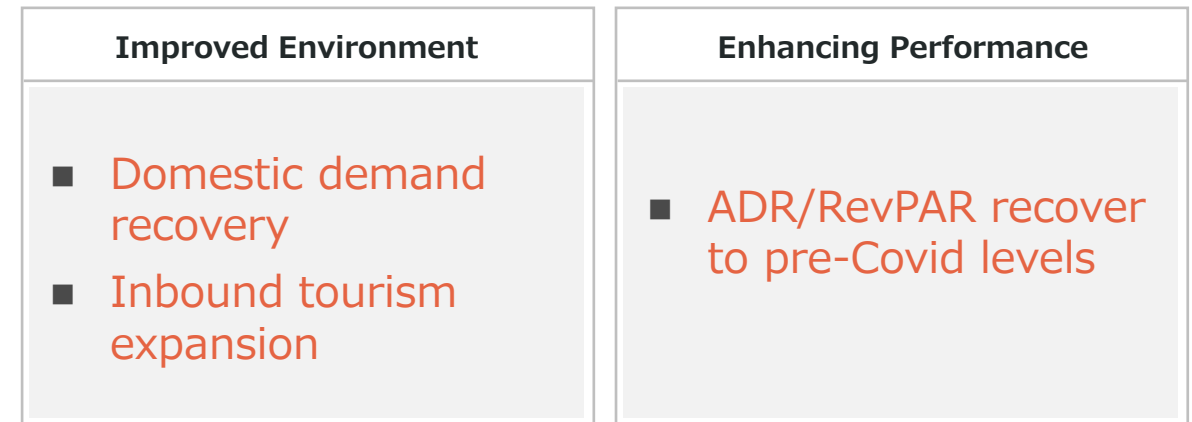 Improved Environment
■ Domestic demand
recovery
■ Inbound tourism
expansion
Enhancing Performance
■ ADR/RevPAR recover
to pre-Covid levels